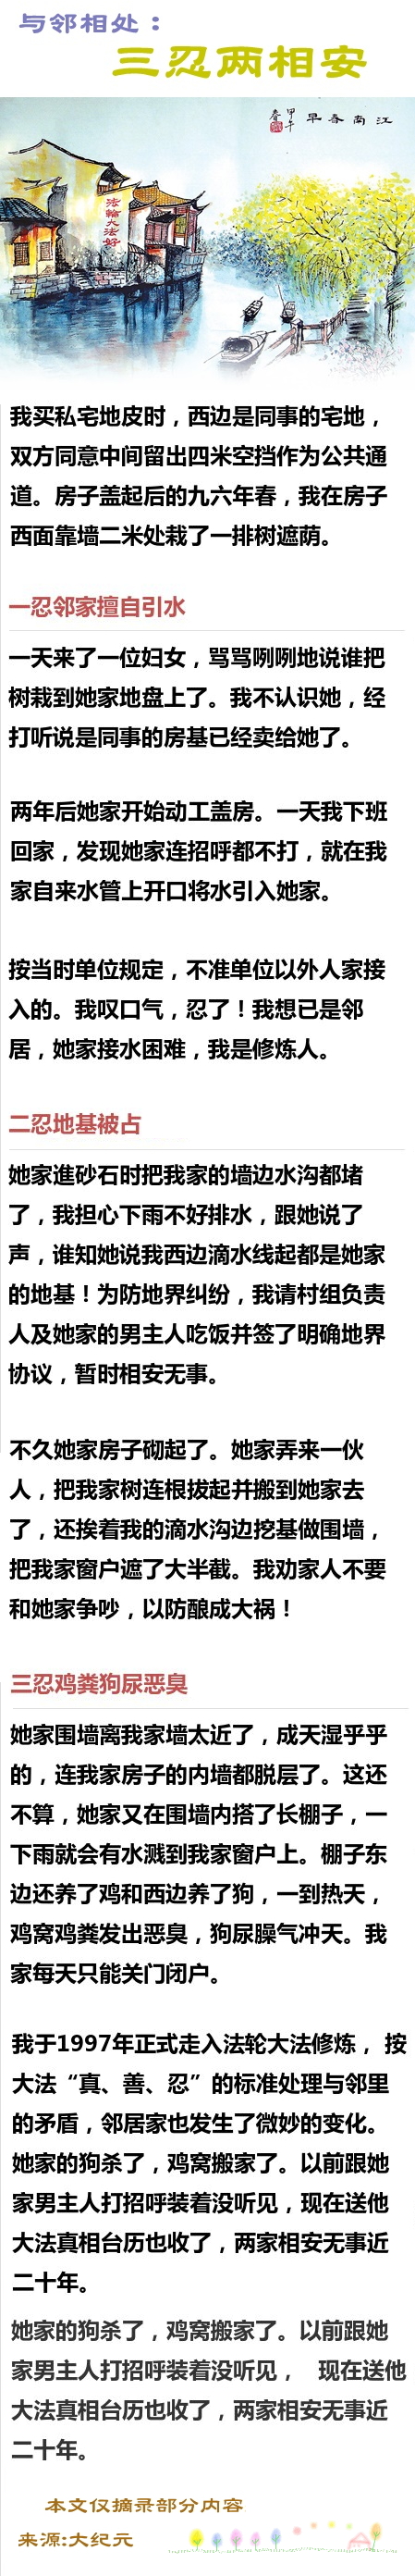 与邻相处：
三忍两相安
江南春早
甲午
春
法轮大法好
我买私宅地皮时，西边是同事的宅地，
双方同意中间留出四米空挡作为公共通
道。房子盖起后的九六年春，我在房子
西面靠墙二米处栽了一排树遮荫。
一忍邻家擅自引水
一天来了一位妇女，骂骂咧咧地说谁把
树栽到她家地盘上了。我不认识她，经
打听说是同事的房基已经卖给她了。
两年后她家开始动工盖房。一天我下班
回家，发现她家连招呼都不打，就在我
家自来水管上开口将水引入她家。
按当时单位规定，不准单位以外人家接
入的。我叹口气，忍了！我想已是邻
居，她家接水困难，我是修炼人。
二忍地基被占
她家進砂石时把我家的墙边水沟都堵
了，我担心下雨不好排水，跟她说了
声，谁知她说我西边滴水线起都是她家
的地基！为防地界纠纷，我请村组负责
人及她家的男主人吃饭并签了明确地界
协议，暂时相安无事。
不久她家房子砌起了。她家弄来一伙
人，把我家树连根拔起并搬到她家去
了，还挨着我的滴水沟边挖基做围墙，
把我家窗户遮了大半截。我劝家人不要
和她家争吵，以防酿成大祸！
三忍鸡粪狗尿恶臭
她家围墙离我家墙太近了，成天湿乎乎
的，连我家房子的内墙都脱层了。这还
不算，她家又在围墙内搭了长棚子，一
下雨就会有水溅到我家窗户上。棚子东
边还养了鸡和西边养了狗，一到热天，
鸡窝鸡粪发出恶臭，狗尿臊气冲天。我
家每天只能关门闭户。
我于1997年正式走入法轮大法修炼， 按
大法“真、善、忍”的标准处理与邻里
的矛盾，邻居家也发生了微妙的变化。
她家的狗杀了，鸡窝搬家了。以前跟她
家男主人打招呼装着没听见，现在送他
大法真相台历也收了，两家相安无事近
二十年。
她家的狗杀了，鸡窝搬家了。以前跟她
家男主人打招呼装着没听见， 现在送他
大法真相台历也收了，两家相安无事近
二十年。
本文仅摘录部分内容
来源:大纪元